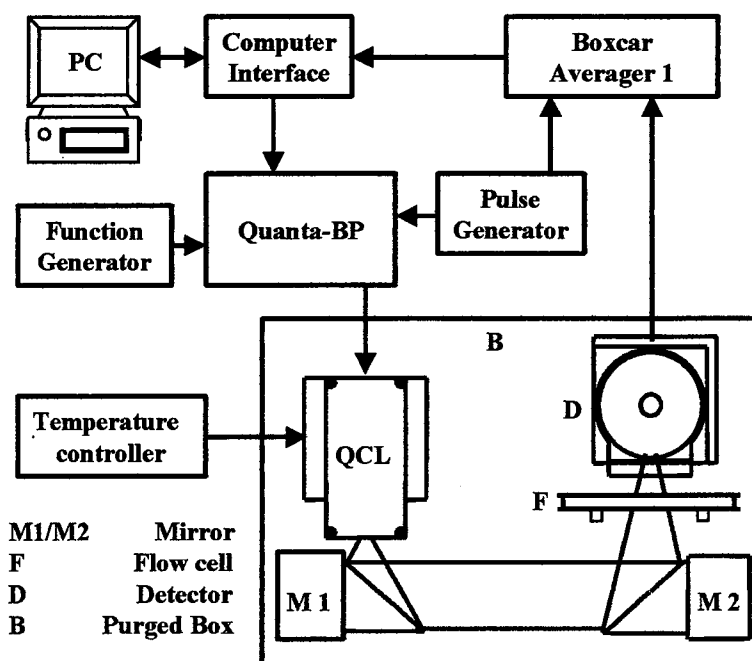 PC
Computer
Interface
Boxcar
Averager 1
Function
Generator
Quanta-BP
Pulse
Generator
B
Temperature
controller
QCL
D
F
M1/M2 Mirror
F Flow cell
D Detector
B Purged Box
M 1
M 2